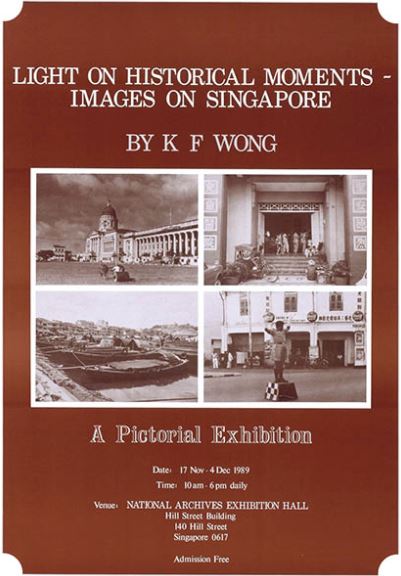 LIGHT ON HISTORICAL MOMENTS -
IMAGES ON SINGAPORE
BY K F WONG
A Pictorial Exhibition
Date: 17 Nov - 4 Dec 1989
Time: 10 am - 6 pm daily
Venue: NATIONAL ARCHIVES EXHIBITION HALL
Hill Street Building
140 Hill Street
Singapore 0617
Admission Free